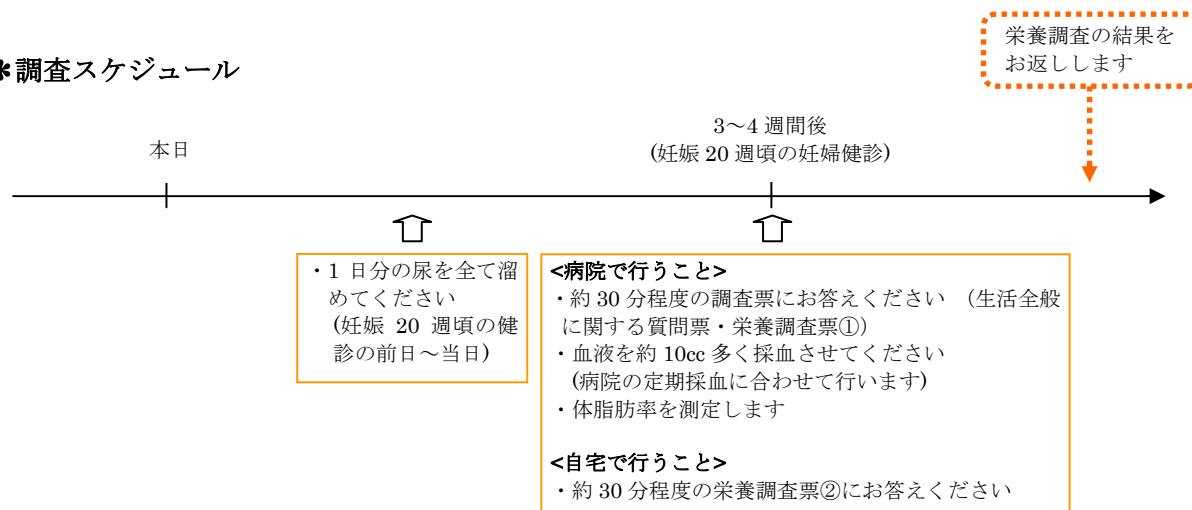 栄養調査の結果を
お返しします
*調査スケジュール
3～4 週間後
(妊娠 20 週頃の妊婦健診)
本日
・1 日分の尿を全て溜
めてください
(妊娠 20 週頃の健
診の前日～当日)
<病院で行うこと>
・約 30 分程度の調査票にお答えください （生活全般
に関する質問票・栄養調査票①）
・血液を約 10cc 多く採血させてください
(病院の定期採血に合わせて行います)
・体脂肪率を測定します
<自宅で行うこと>
・約 30 分程度の栄養調査票②にお答えください